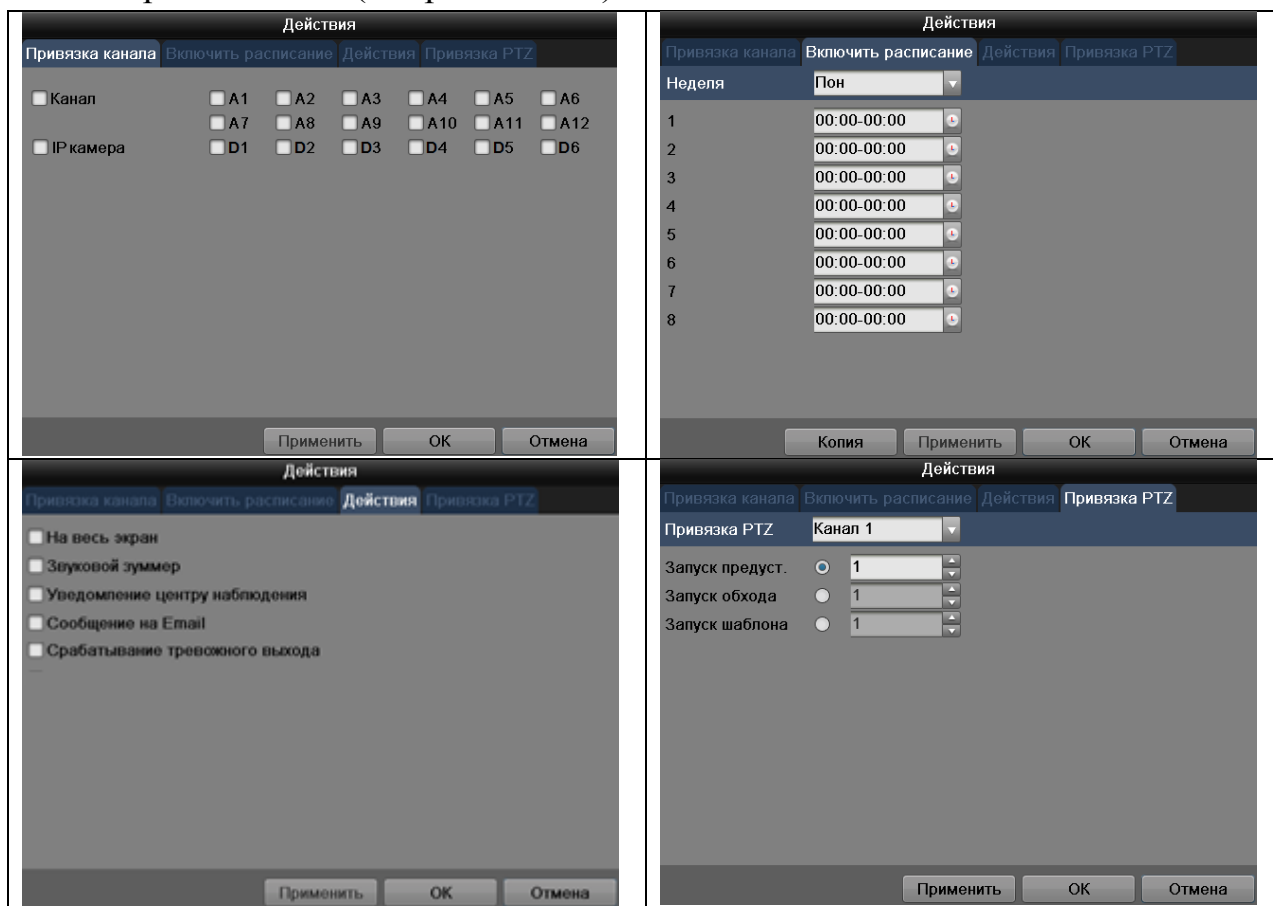 Действия
Привязка канала Включить расписание Действия Привязка PTZ
Канал A1 A2 A3 A4 A5 A6
A7 A8 A9 A10 A11 A12
IP камера D1 D2 D3 D4 D5 D6
Применить OK Отмена
Действия
Привязка канала Включить расписание Действия Привязка PTZ
Неделя Пон
1 00:00-00:00
2 00:00-00:00
3 00:00-00:00
4 00:00-00:00
5 00:00-00:00
6 00:00-00:00
7 00:00-00:00
8 00:00-00:00
Копия Применить OK Отмена
Действия
Привязка канала Включить расписание Действия Привязка PTZ
На весь экран
Звуковой зуммер
Уведомление центру наблюдения
Сообщение на Email
Срабатывание тревожного выхода
Применить OK Отмена
Действия
Привязка канала Включить расписание Действия Привязка PTZ
Привязка PTZ Канал 1
Запуск предуст. 1
Запуск обхода 1
Запуск шаблона 1
Применить OK Отмена